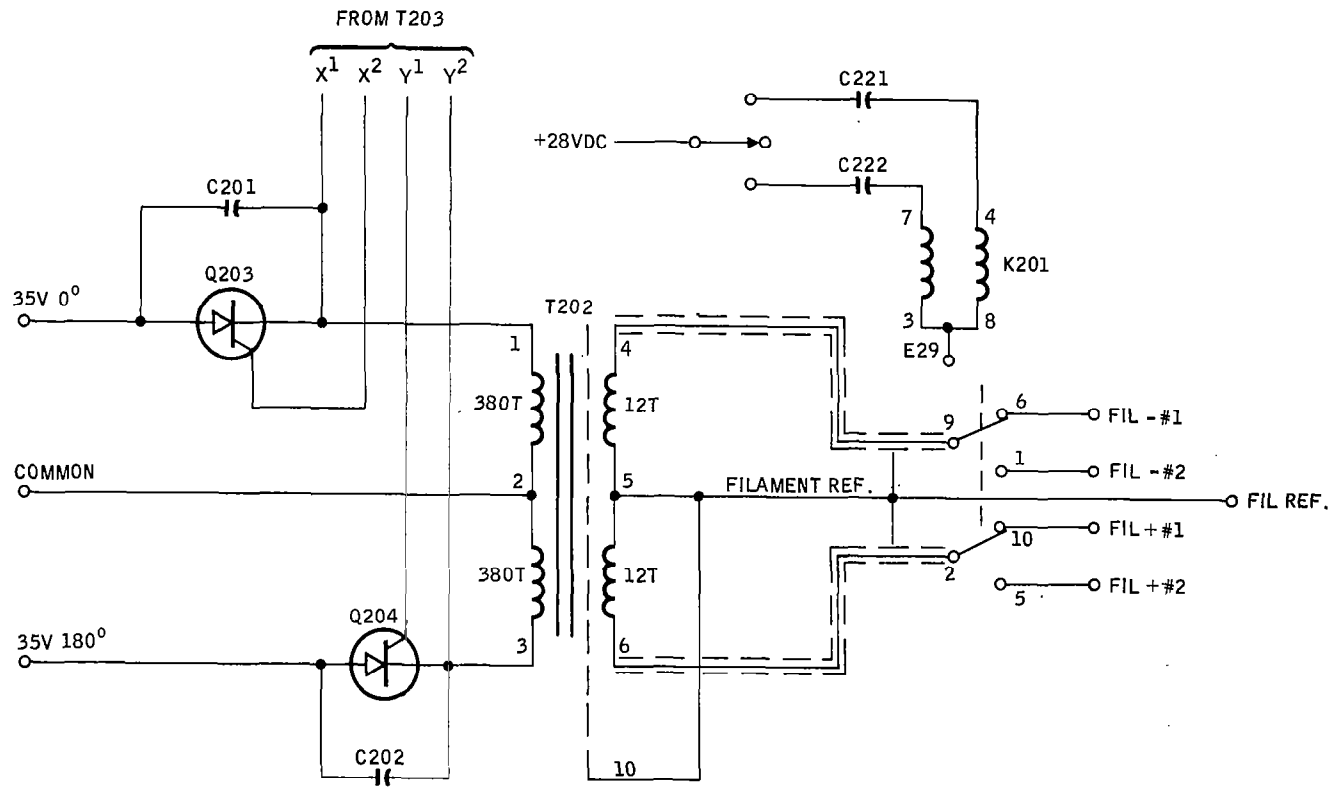 FROM T203
X1 X2 Y1 Y2
C221
+28VDC
C222
C201
7 4
Q203
K201
35V 0°
T202
3 8
1
4
E29
380T
12T
9
6
FIL -#1
COMMON
2
5
FILAMENT REF.
1
FIL -#2
FIL REF.
10
FIL +#1
380T
12T
2
5
FIL +#2
Q204
35V 180°
3
6
C202
10